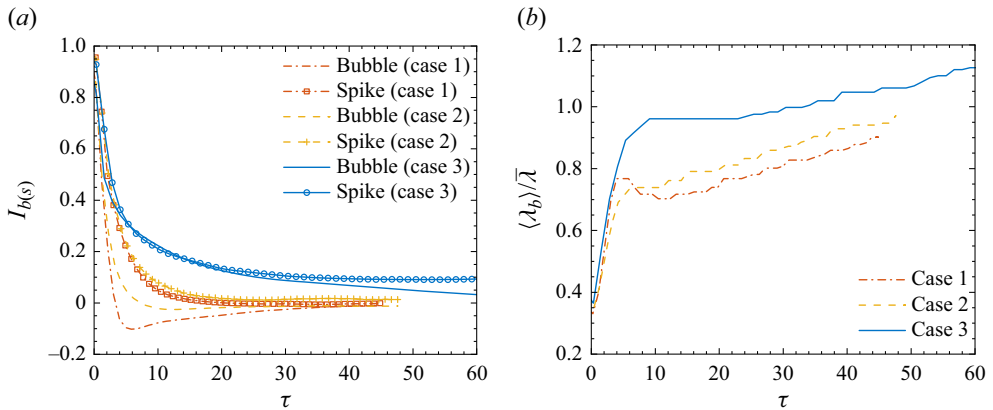 (a)
1.0
0.8
0.6
0.4
0.2
0
–0.2
I_{b(s)}
Bubble (case 1)
Spike (case 1)
Bubble (case 2)
Spike (case 2)
Bubble (case 3)
Spike (case 3)
0 10 20 30 40 50 60
τ
(b)
1.2
1.0
0.8
0.6
0.4
0.2
⟨λ_b⟩/λ̅
Case 1
Case 2
Case 3
0 10 20 30 40 50 60
τ